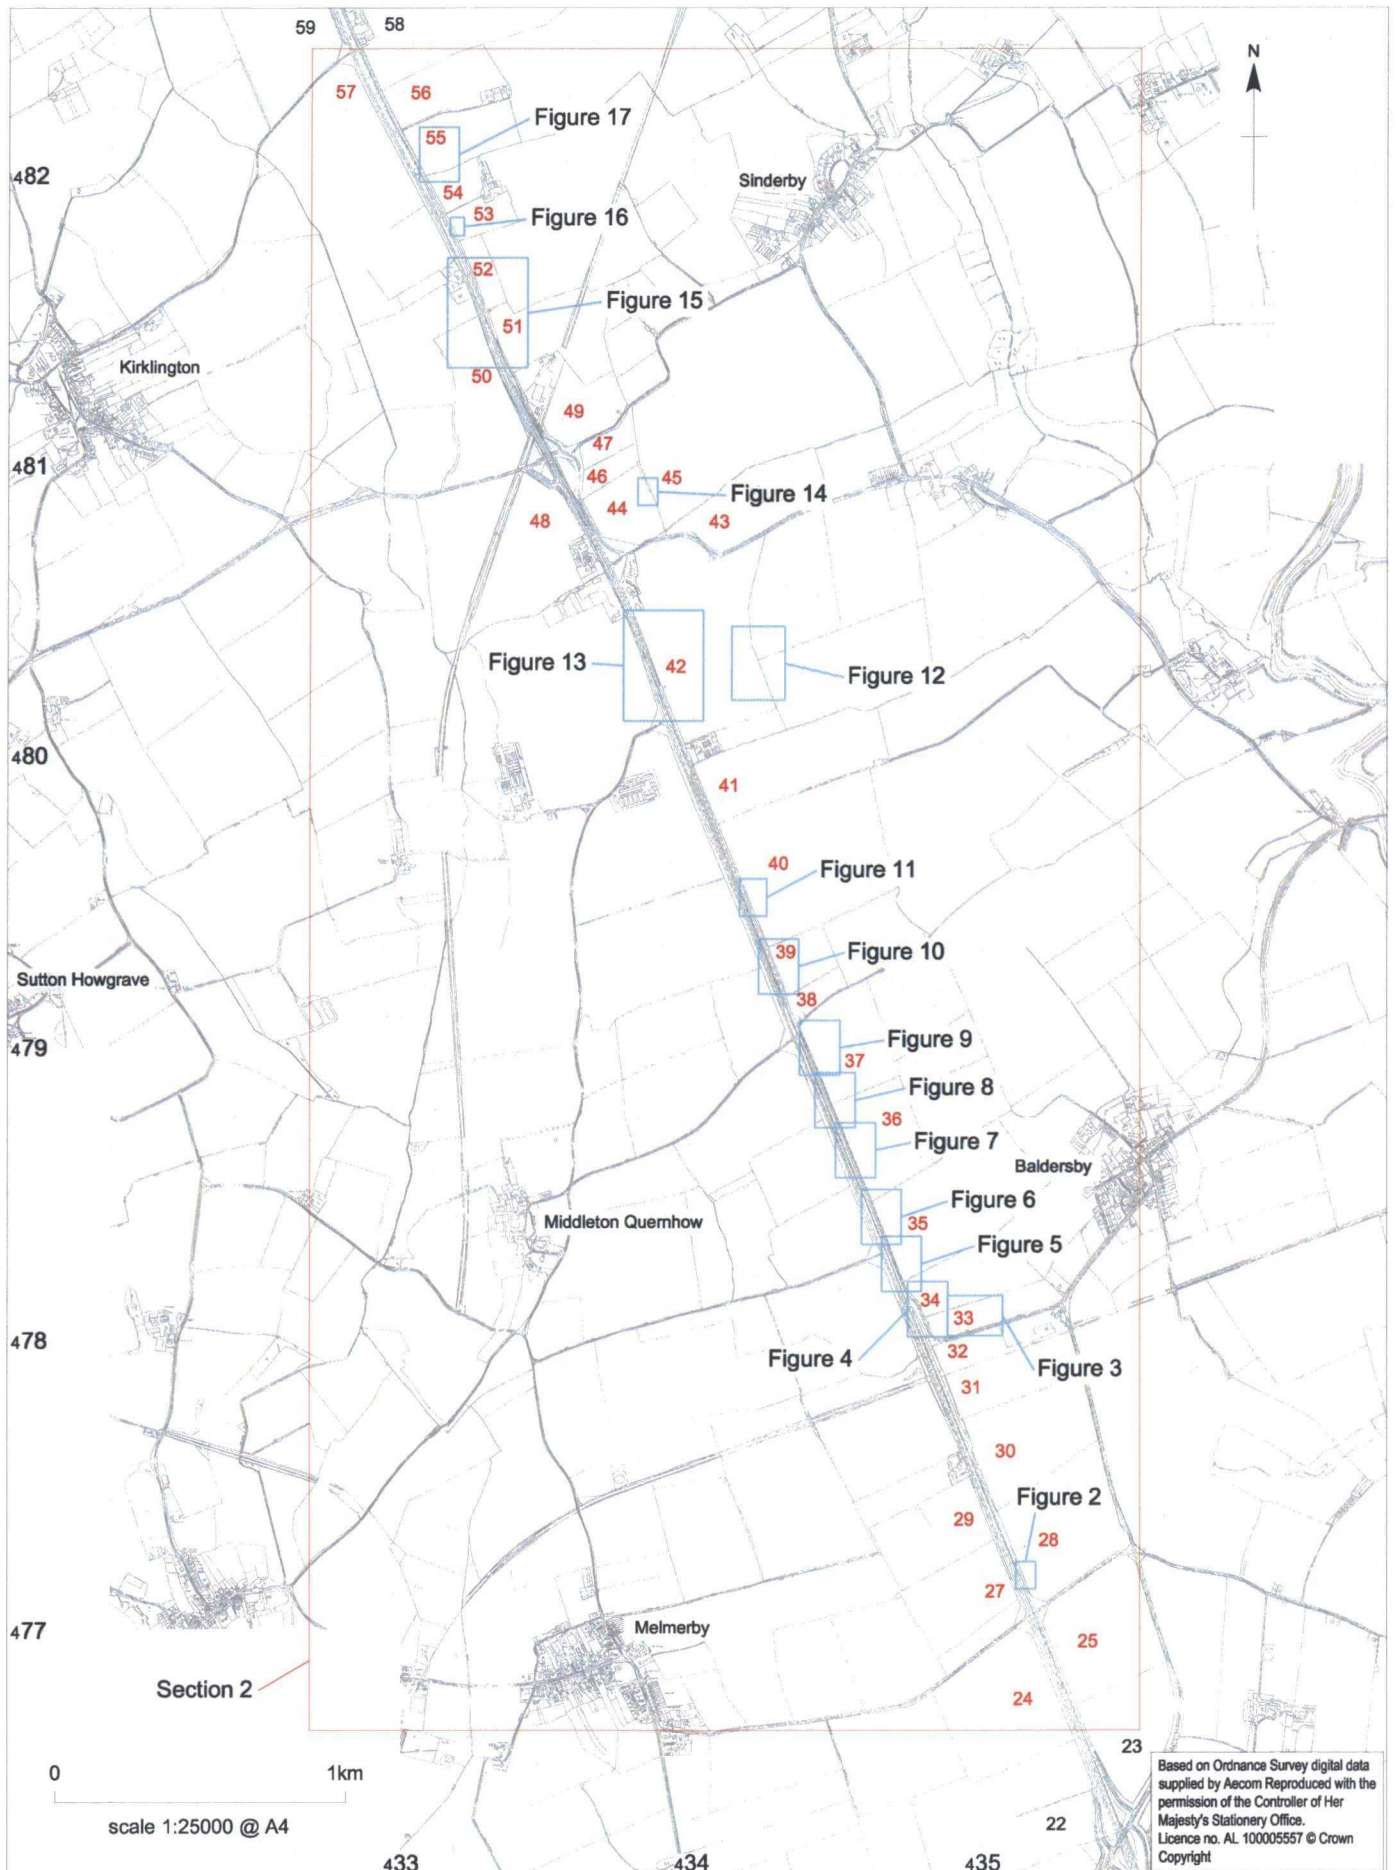 59
58
N
57
56
Figure 17
55
482
Sinderby
54
53
Figure 16
52
Figure 15
51
Kirklington
50
49
47
481
46
45
Figure 14
44
48
43
Figure 13
42
Figure 12
480
41
40
Figure 11
39
Figure 10
Sutton Howgrave
38
479
Figure 9
37
Figure 8
36
Figure 7
Baldersby
Figure 6
35
Middleton Quernhow
Figure 5
34
33
478
32
Figure 4
Figure 3
31
30
Figure 2
29
28
27
477
Melmerby
25
Section 2
24
23
0 1km
scale 1:25000 @ A4
22
Based on Ordnance Survey digital data
supplied by Aecom Reproduced with the
permission of the Controller of Her
Majesty's Stationery Office.
Licence no. AL 100005557 © Crown
Copyright
433
434
435